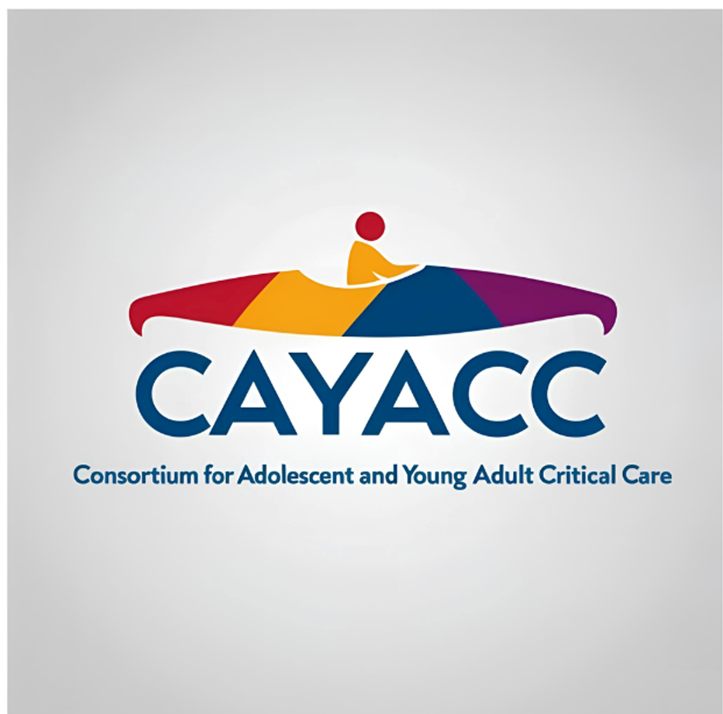 CAYACC
Consortium for Adolescent and Young Adult Critical Care